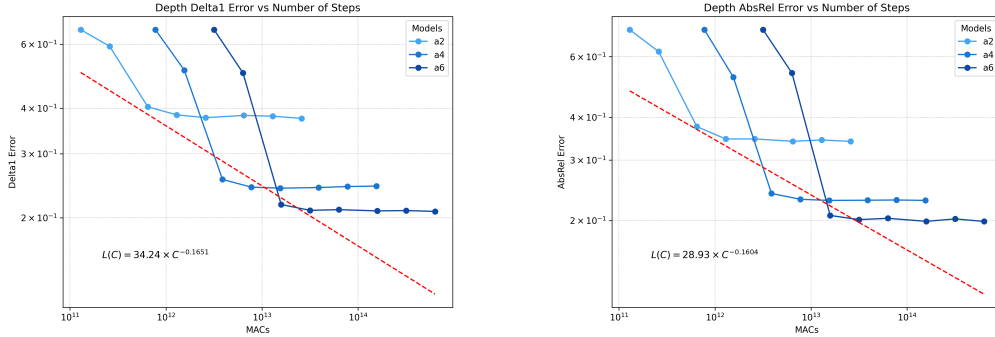 Depth Delta1 Error vs Number of Steps
Models
a2
a4
a6
6 × 10⁻¹
4 × 10⁻¹
3 × 10⁻¹
2 × 10⁻¹
Delta1 Error
L(C) = 34.24 × C^−0.1651
10¹¹ 10¹² 10¹³ 10¹⁴
MACs
Depth AbsRel Error vs Number of Steps
Models
a2
a4
a6
6 × 10⁻¹
4 × 10⁻¹
3 × 10⁻¹
2 × 10⁻¹
AbsRel Error
L(C) = 28.93 × C^−0.1604
10¹¹ 10¹² 10¹³ 10¹⁴
MACs